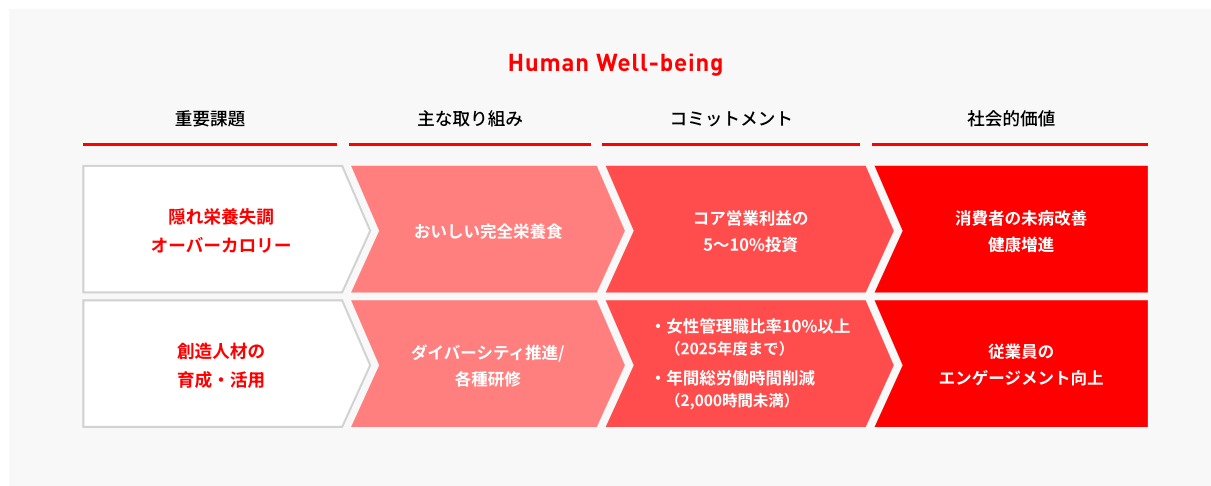 Human Well-being
重要課題
主な取り組み
コミットメント
社会的価値
隠れ栄養失調
オーバーカロリー
おいしい完全栄養食
コア営業利益の
5〜10%投資
消費者の未病改善
健康増進
創造人材の
育成・活用
ダイバーシティ推進/
各種研修
・女性管理職比率10%以上
（2025年度まで）
・年間総労働時間削減
（2,000時間未満）
従業員の
エンゲージメント向上